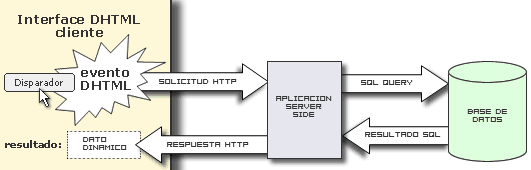 Interface DHTML
cliente
Disparador
evento
DHTML
SOLICITUD HTTP
APLICACION
SERVER
SIDE
SQL QUERY
BASE DE
DATOS
RESULTADO SQL
RESPUESTA HTTP
resultado:
DATO
DINAMICO